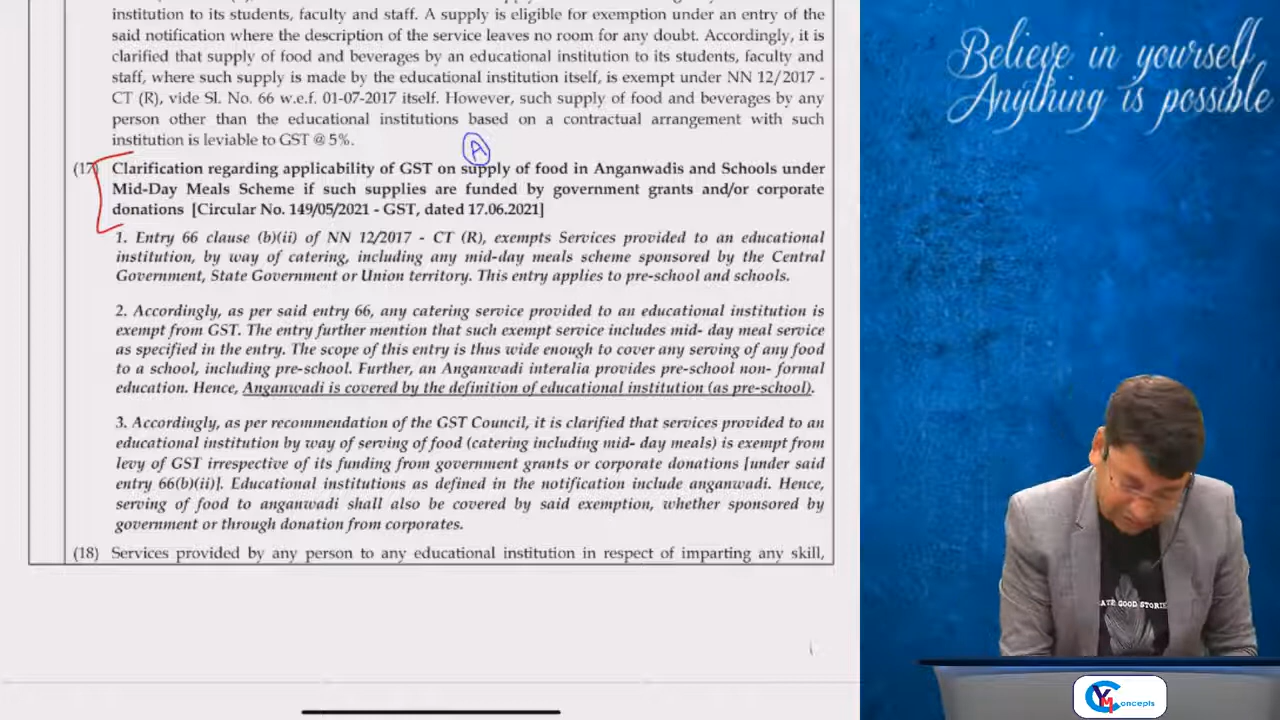 institution to its students, faculty and staff. A supply is eligible for exemption under an entry of the
said notification where the description of the service leaves no room for any doubt. Accordingly, it is
clarified that supply of food and beverages by an educational institution to its students, faculty and
staff, where such supply is made by the educational institution itself, is exempt under NN 12/2017 -
CT (R), vide Sl. No. 66 w.e.f. 01-07-2017 itself. However, such supply of food and beverages by any
person other than the educational institutions based on a contractual arrangement with such
institution is leviable to GST @ 5%.
A
(17) Clarification regarding applicability of GST on supply of food in Anganwadis and Schools under
Mid-Day Meals Scheme if such supplies are funded by government grants and/or corporate
donations [Circular No. 149/05/2021 - GST, dated 17.06.2021]
1. Entry 66 clause (b)(ii) of NN 12/2017 - CT (R), exempts Services provided to an educational
institution, by way of catering, including any mid-day meals scheme sponsored by the Central
Government, State Government or Union territory. This entry applies to pre-school and schools.
2. Accordingly, as per said entry 66, any catering service provided to an educational institution is
exempt from GST. The entry further mention that such exempt service includes mid- day meal service
as specified in the entry. The scope of this entry is thus wide enough to cover any serving of any food
to a school, including pre-school. Further, an Anganwadi interalia provides pre-school non- formal
education. Hence, Anganwadi is covered by the definition of educational institution (as pre-school).
3. Accordingly, as per recommendation of the GST Council, it is clarified that services provided to an
educational institution by way of serving of food (catering including mid- day meals) is exempt from
levy of GST irrespective of its funding from government grants or corporate donations [under said
entry 66(b)(ii)]. Educational institutions as defined in the notification include anganwadi. Hence,
serving of food to anganwadi shall also be covered by said exemption, whether sponsored by
government or through donation from corporates.
(18) Services provided by any person to any educational institution in respect of imparting any skill,
Believe in yourself
Anything is possible
GOOD STORIE
YM Concepts